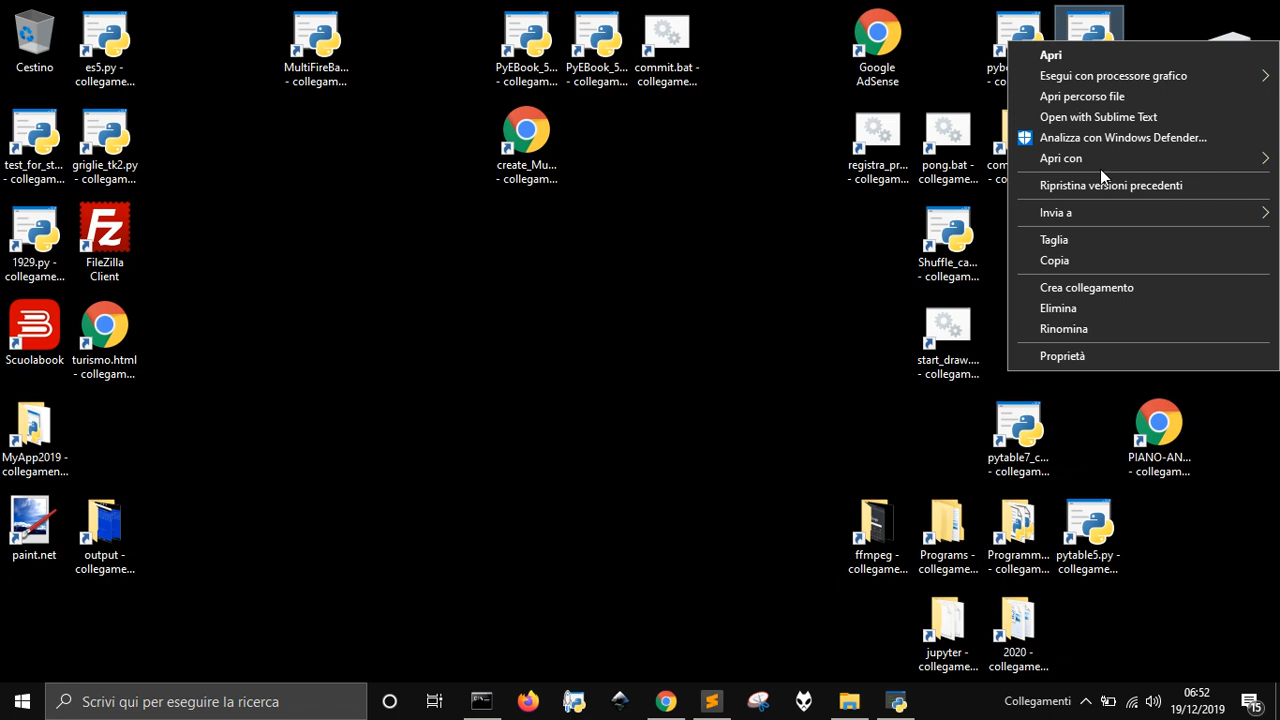 Cestino
es5.py -
collegam...
MultiFireBa...
- collegam...
PyEBook_5...
- collegam...
PyEBook_5...
- collegam...
commit.bat -
collegam...
Google
AdSense
Apri
Esegui con processore grafico
Apri percorso file
Open with Sublime Text
Analizza con Windows Defender...
Apri con
Ripristina versioni precedenti
Invia a
Taglia
Copia
Crea collegamento
Elimina
Rinomina
Proprietà
test_for_st...
- collegam...
griglie_tk2.py
- collegam...
create_Mu...
- collegam...
registra_pr...
- collegam...
pong.bat -
collegame...
1929.py -
collegame...
FileZilla
Client
Shuffle_ca...
- collegam...
Scuolabook
turismo.html
- collegam...
start_draw....
- collegam...
MyApp2019 -
collegamen...
pytable7_c...
- collegam...
PIANO-AN...
- collegam...
paint.net
output -
collegame...
ffmpeg -
collegame...
Programs -
collegame...
Programm...
- collegam...
pytable5.py -
collegame...
jupyter -
collegame...
2020 -
collegame...
Scrivi qui per eseguire la ricerca
Collegamenti
06:52
19/12/2019
15